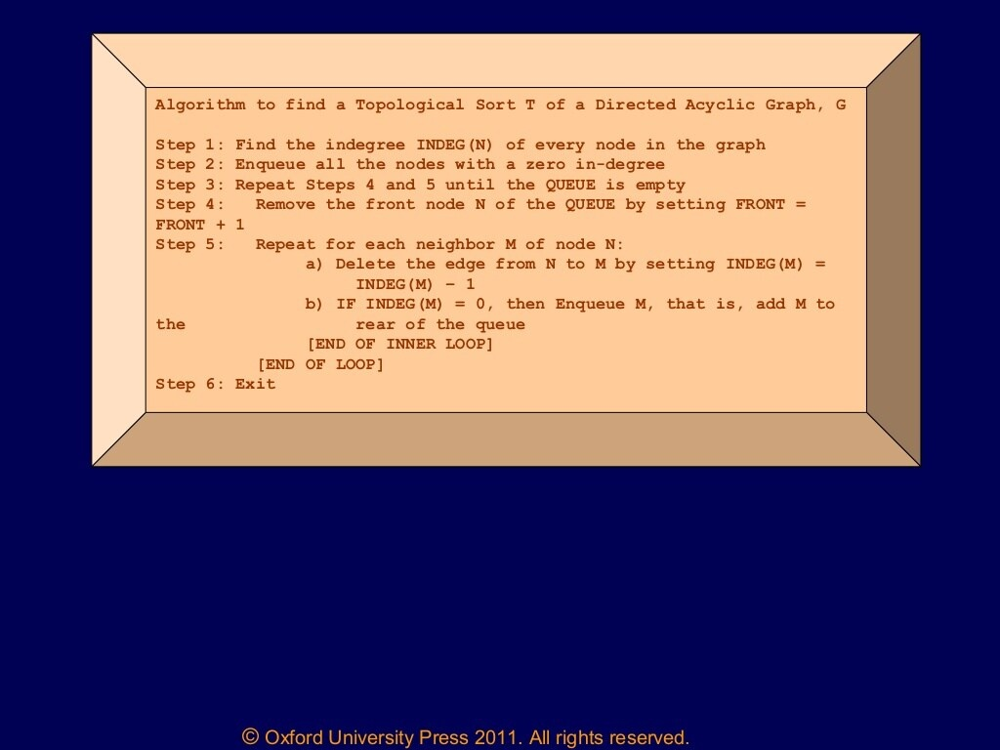 Algorithm to find a Topological Sort T of a Directed Acyclic Graph, G
Step 1: Find the indegree INDEG(N) of every node in the graph
Step 2: Enqueue all the nodes with a zero in-degree
Step 3: Repeat Steps 4 and 5 until the QUEUE is empty
Step 4: Remove the front node N of the QUEUE by setting FRONT =
FRONT + 1
Step 5: Repeat for each neighbor M of node N:
a) Delete the edge from N to M by setting INDEG(M) =
INDEG(M) – 1
b) IF INDEG(M) = 0, then Enqueue M, that is, add M to
the rear of the queue
[END OF INNER LOOP]
[END OF LOOP]
Step 6: Exit
© Oxford University Press 2011. All rights reserved.